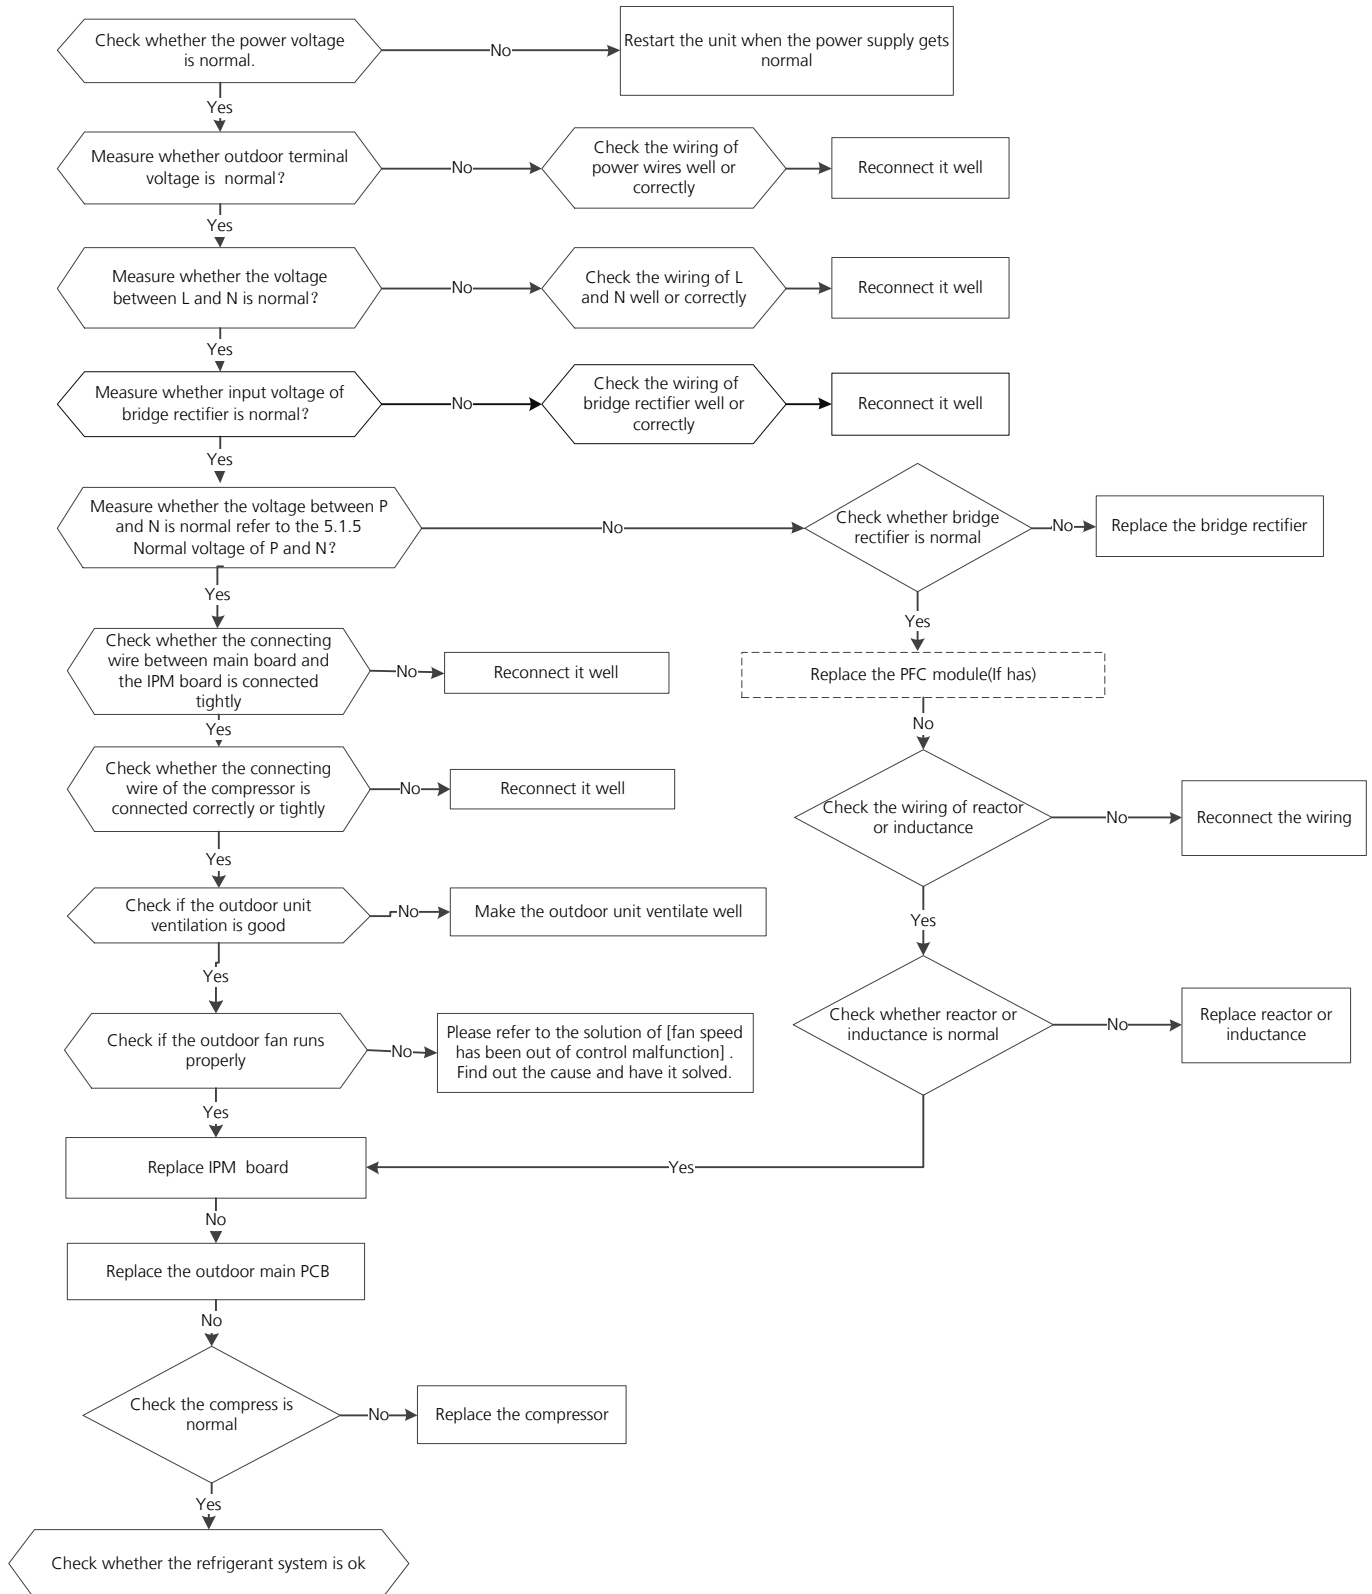 Check whether the power voltage
is normal.
No
Restart the unit when the power supply gets
normal
Yes
Measure whether outdoor terminal
voltage is normal?
No
Check the wiring of
power wires well or
correctly
Reconnect it well
Yes
Measure whether the voltage
between L and N is normal?
No
Check the wiring of L
and N well or correctly
Reconnect it well
Yes
Measure whether input voltage of
bridge rectifier is normal?
No
Check the wiring of
bridge rectifier well or
correctly
Reconnect it well
Yes
Measure whether the voltage between P
and N is normal refer to the 5.1.5
Normal voltage of P and N?
No
Check whether bridge
rectifier is normal
No
Replace the bridge rectifier
Yes
Yes
Check whether the connecting
wire between main board and
the IPM board is connected
tightly
No
Reconnect it well
Replace the PFC module(If has)
No
Yes
Check whether the connecting
wire of the compressor is
connected correctly or tightly
No
Reconnect it well
Check the wiring of reactor
or inductance
No
Reconnect the wiring
Yes
Yes
Check if the outdoor unit
ventilation is good
No
Make the outdoor unit ventilate well
Yes
Check whether reactor or
inductance is normal
No
Replace reactor or
inductance
Check if the outdoor fan runs
properly
No
Please refer to the solution of [fan speed
has been out of control malfunction] .
Find out the cause and have it solved.
Yes
Replace IPM board
Yes
No
Replace the outdoor main PCB
No
Check the compress is
normal
No
Replace the compressor
Yes
Check whether the refrigerant system is ok